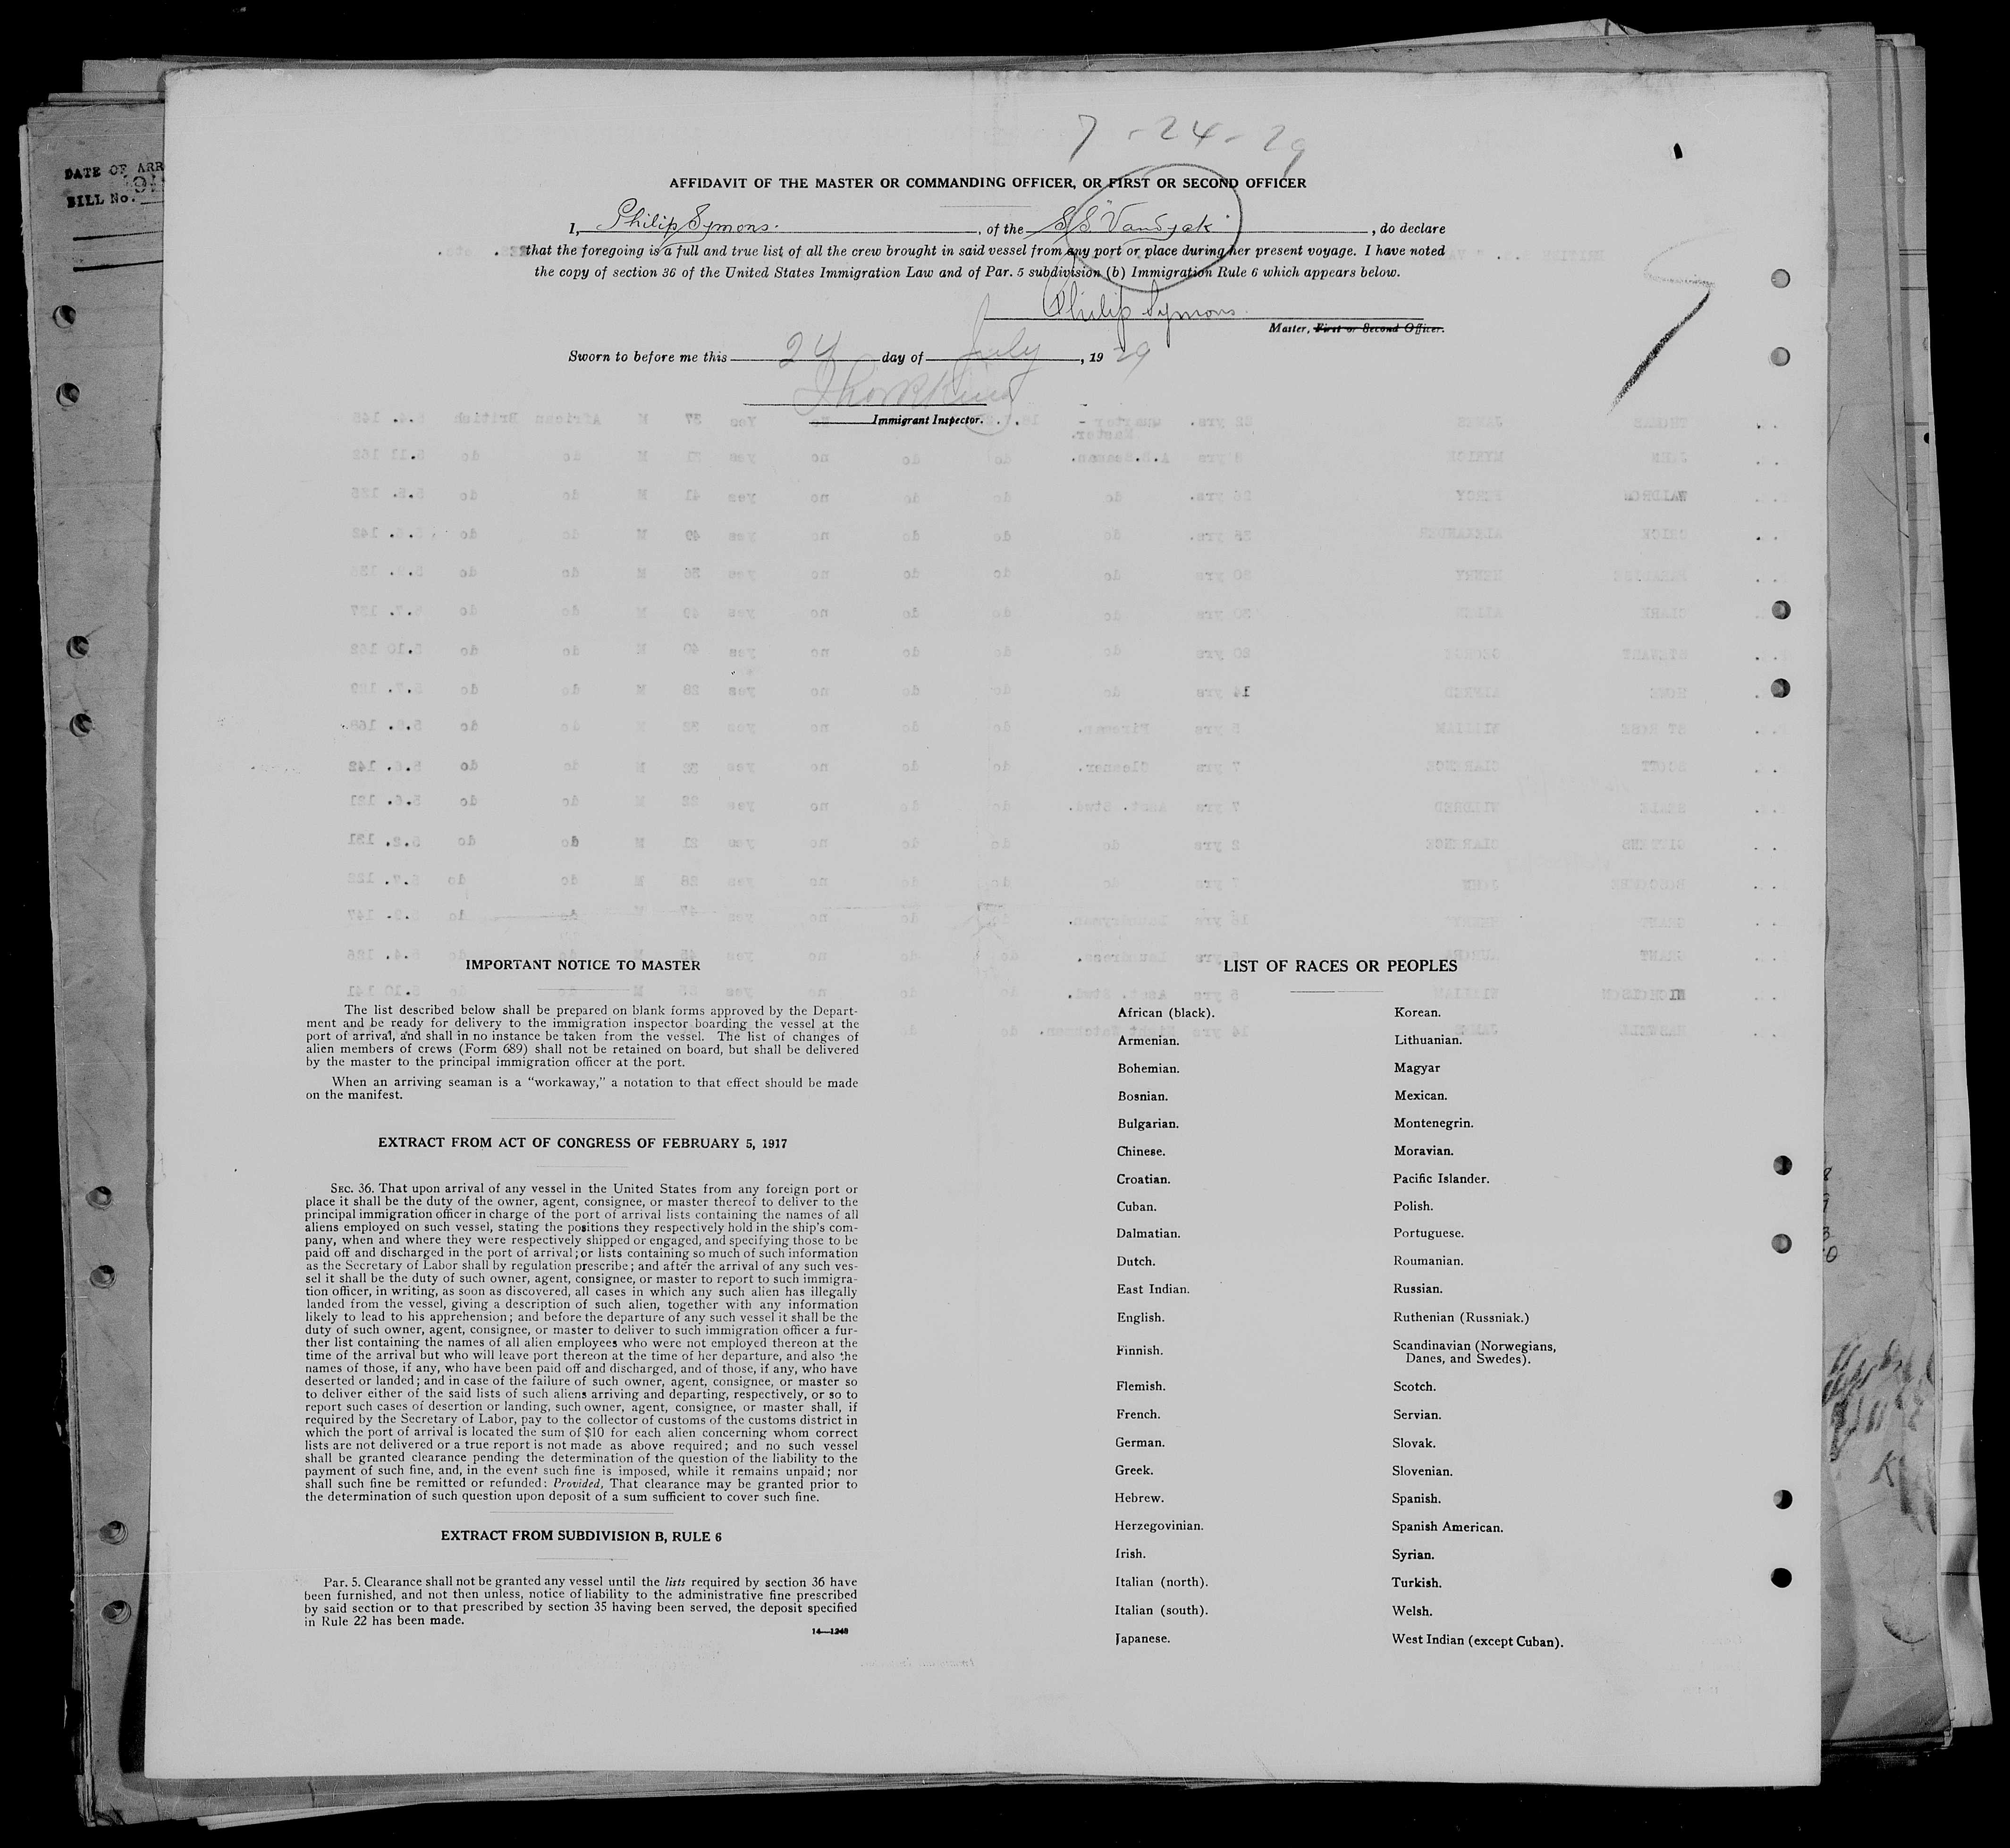 7-24-29
DATE OF ARR
BILL No.
AFFIDAVIT OF THE MASTER OR COMMANDING OFFICER, OR FIRST OR SECOND OFFICER
I, Philip Symons. , of the S/S "Vandyck" , do declare
that the foregoing is a full and true list of all the crew brought in said vessel from any port or place during her present voyage. I have noted
the copy of section 36 of the United States Immigration Law and of Par. 5 subdivision (b) Immigration Rule 6 which appears below.
Philip Symons.
Master, First or Second Officer.
Sworn to before me this 24 day of July , 19 29
Immigrant Inspector.
IMPORTANT NOTICE TO MASTER
The list described below shall be prepared on blank forms approved by the Depart-
ment and be ready for delivery to the immigration inspector boarding the vessel at the
port of arrival, and shall in no instance be taken from the vessel. The list of changes of
alien members of crews (Form 689) shall not be retained on board, but shall be delivered
by the master to the principal immigration officer at the port.
When an arriving seaman is a “workaway,” a notation to that effect should be made
on the manifest.
EXTRACT FROM ACT OF CONGRESS OF FEBRUARY 5, 1917
SEC. 36. That upon arrival of any vessel in the United States from any foreign port or
place it shall be the duty of the owner, agent, consignee, or master thereof to deliver to the
principal immigration officer in charge of the port of arrival lists containing the names of all
aliens employed on such vessel, stating the positions they respectively hold in the ship's com-
pany, when and where they were respectively shipped or engaged, and specifying those to be
paid off and discharged in the port of arrival; or lists containing so much of such information
as the Secretary of Labor shall by regulation prescribe; and after the arrival of any such ves-
sel it shall be the duty of such owner, agent, consignee, or master to report to such immigra-
tion officer, in writing, as soon as discovered, all cases in which any such alien has illegally
landed from the vessel, giving a description of such alien, together with any information
likely to lead to his apprehension; and before the departure of any such vessel it shall be the
duty of such owner, agent, consignee, or master to deliver to such immigration officer a fur-
ther list containing the names of all alien employees who were not employed thereon at the
time of the arrival but who will leave port thereon at the time of her departure, and also the
names of those, if any, who have been paid off and discharged, and of those, if any, who have
deserted or landed; and in case of the failure of such owner, agent, consignee, or master so
to deliver either of the said lists of such aliens arriving and departing, respectively, or so to
report such cases of desertion or landing, such owner, agent, consignee, or master shall, if
required by the Secretary of Labor, pay to the collector of customs of the customs district in
which the port of arrival is located the sum of $10 for each alien concerning whom correct
lists are not delivered or a true report is not made as above required; and no such vessel
shall be granted clearance pending the determination of the question of the liability to the
payment of such fine, and, in the event such fine is imposed, while it remains unpaid; nor
shall such fine be remitted or refunded: Provided, That clearance may be granted prior to
the determination of such question upon deposit of a sum sufficient to cover such fine.
EXTRACT FROM SUBDIVISION B, RULE 6
Par. 5. Clearance shall not be granted any vessel until the lists required by section 36 have
been furnished, and not then unless, notice of liability to the administrative fine prescribed
by said section or to that prescribed by section 35 having been served, the deposit specified
in Rule 22 has been made.
14—1240
LIST OF RACES OR PEOPLES
African (black).
Armenian.
Bohemian.
Bosnian.
Bulgarian.
Chinese.
Croatian.
Cuban.
Dalmatian.
Dutch.
East Indian.
English.
Finnish.
Flemish.
French.
German.
Greek.
Hebrew.
Herzegovinian.
Irish.
Italian (north).
Italian (south).
Japanese.
Korean.
Lithuanian.
Magyar
Mexican.
Montenegrin.
Moravian.
Pacific Islander.
Polish.
Portuguese.
Roumanian.
Russian.
Ruthenian (Russniak.)
Scandinavian (Norwegians,
Danes, and Swedes).
Scotch.
Servian.
Slovak.
Slovenian.
Spanish.
Spanish American.
Syrian.
Turkish.
Welsh.
West Indian (except Cuban).